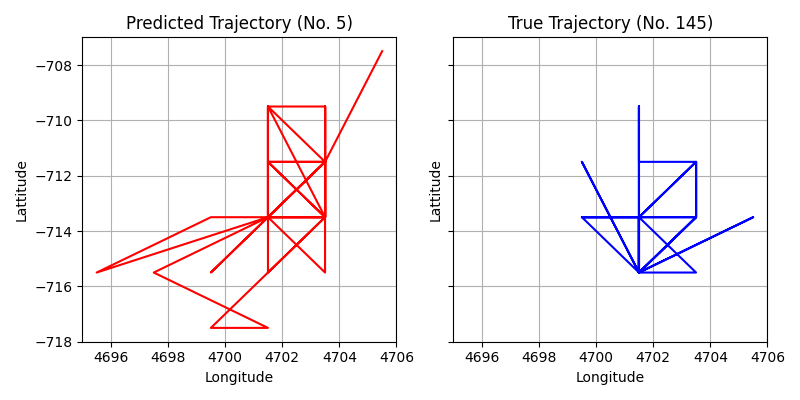 Predicted Trajectory (No. 5)
True Trajectory (No. 145)
Lattitude
−708
−710
−712
−714
−716
−718
4696 4698 4700 4702 4704 4706
Longitude
Lattitude
4696 4698 4700 4702 4704 4706
Longitude